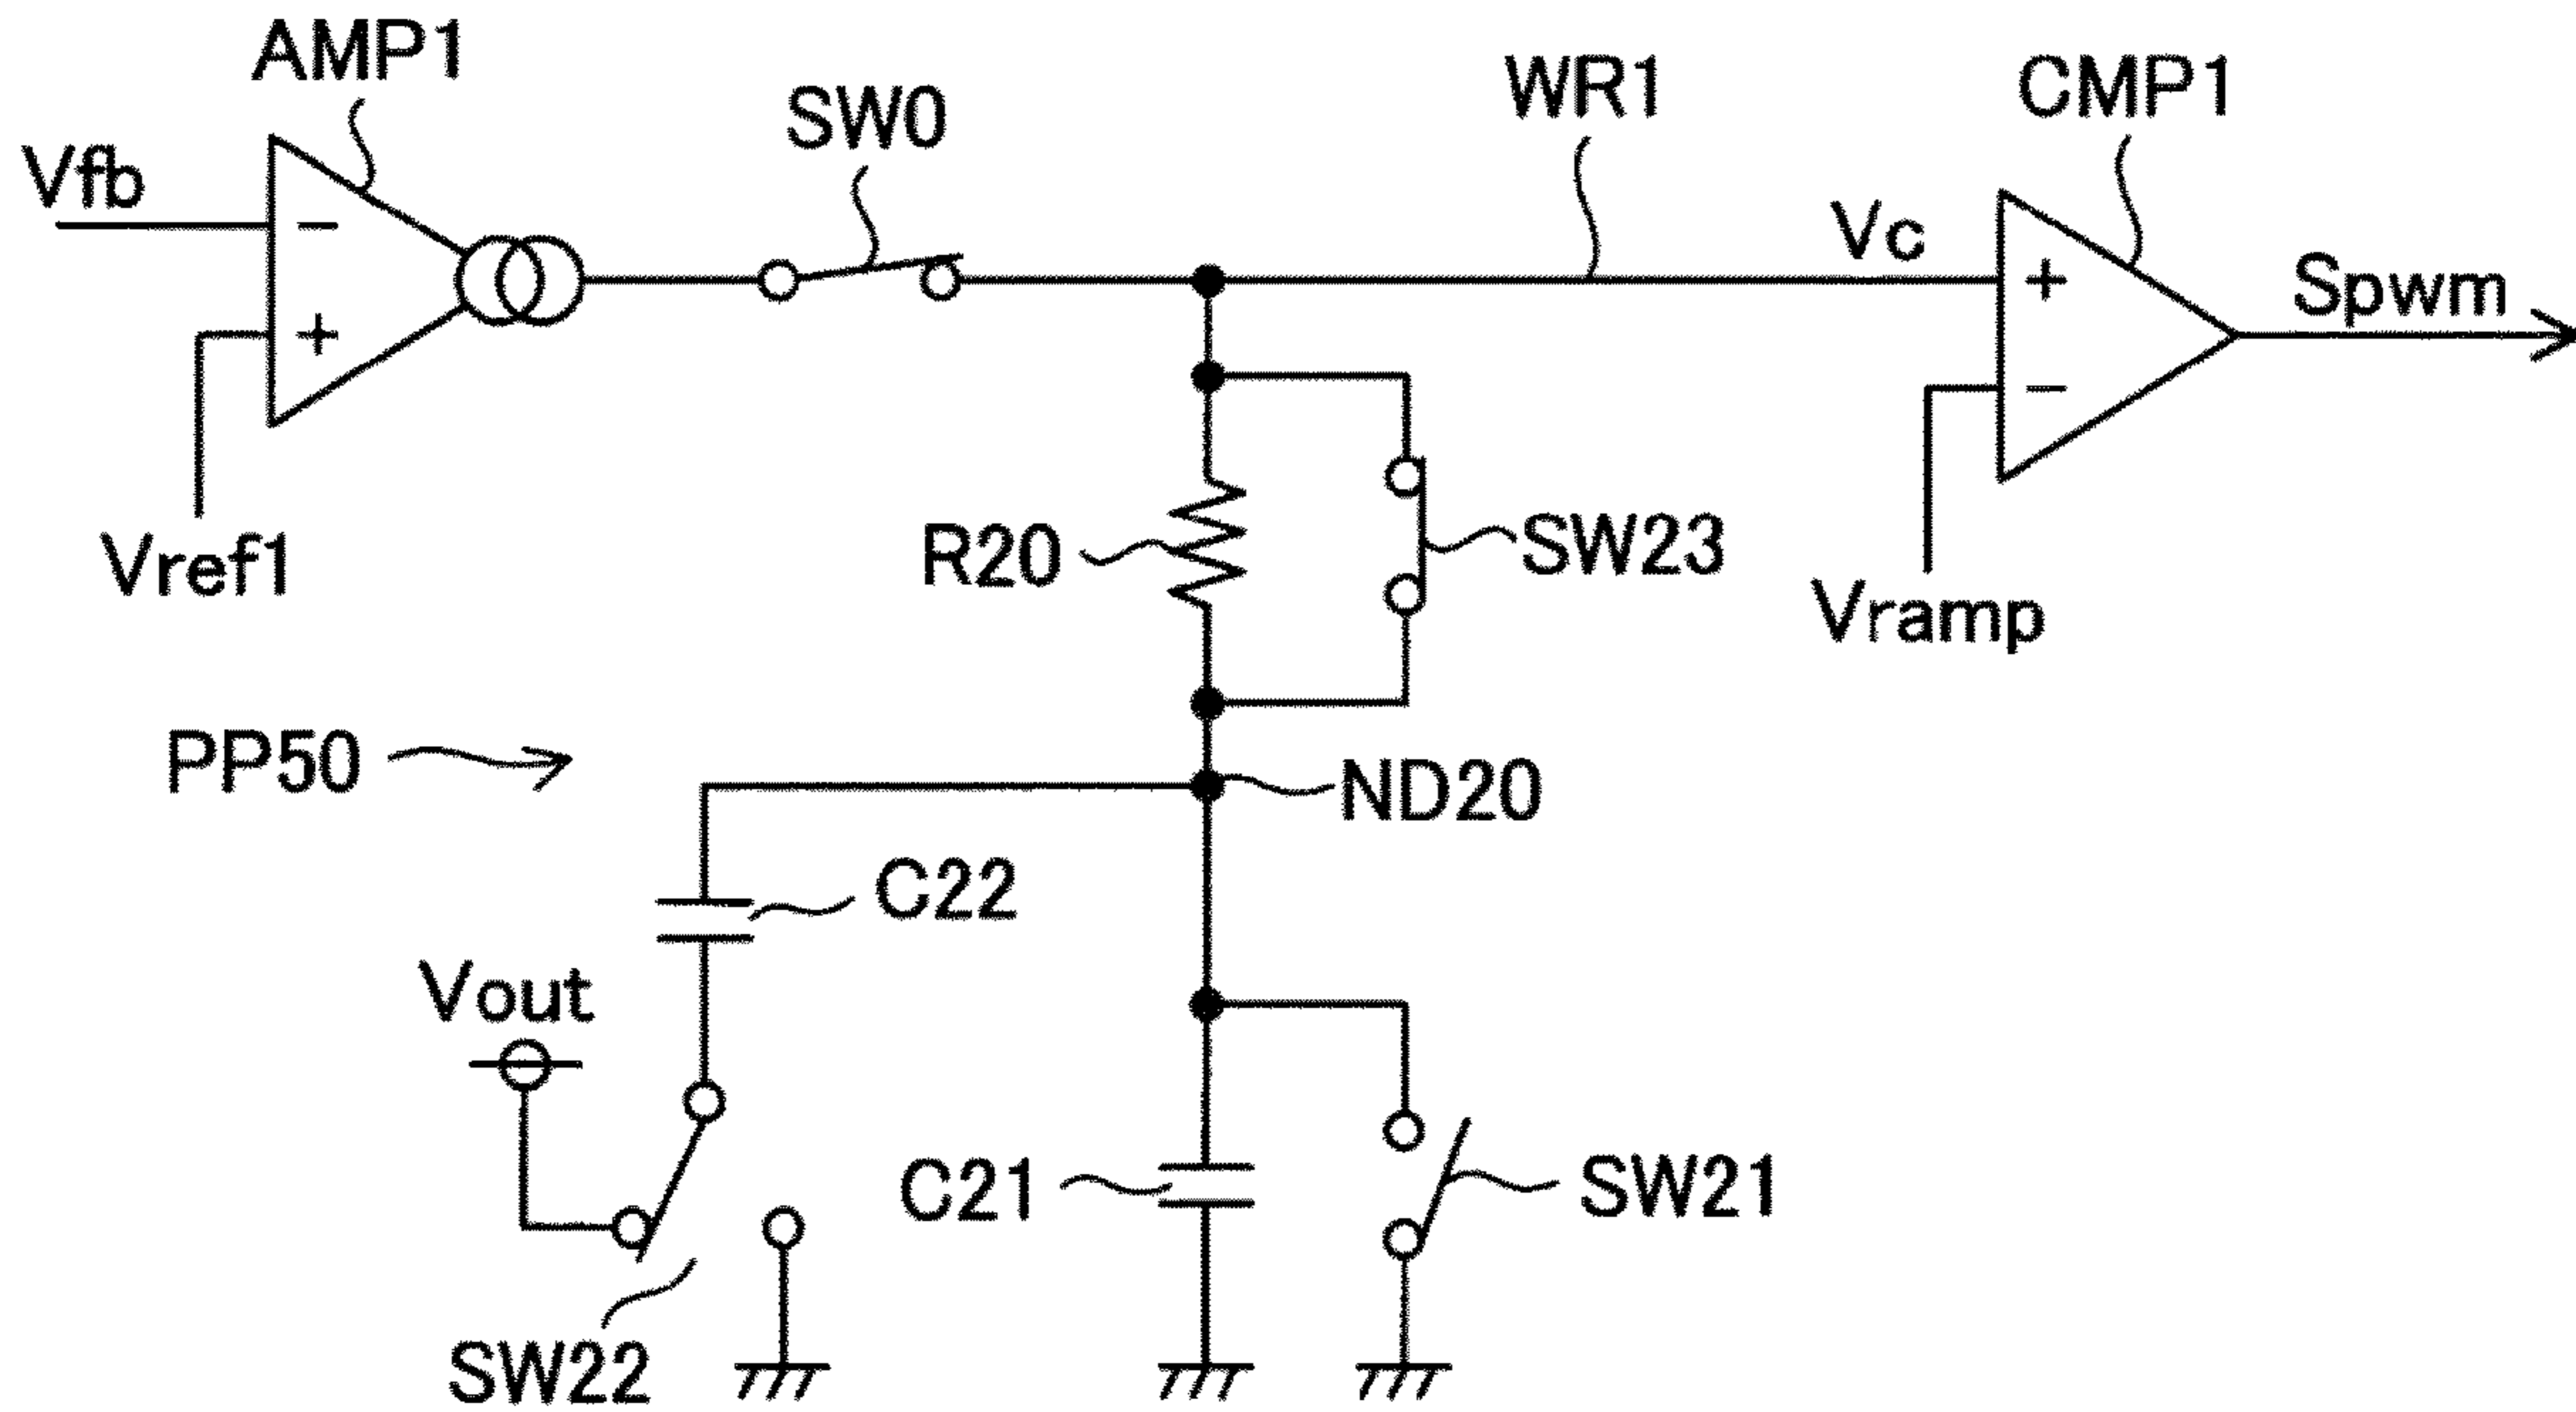 AMP1
SW0
WR1
CMP1
Vfb
−
+
Vref1
Vc
+
−
Spwm
Vramp
R20
SW23
PP50
ND20
C22
Vout
C21
SW21
SW22